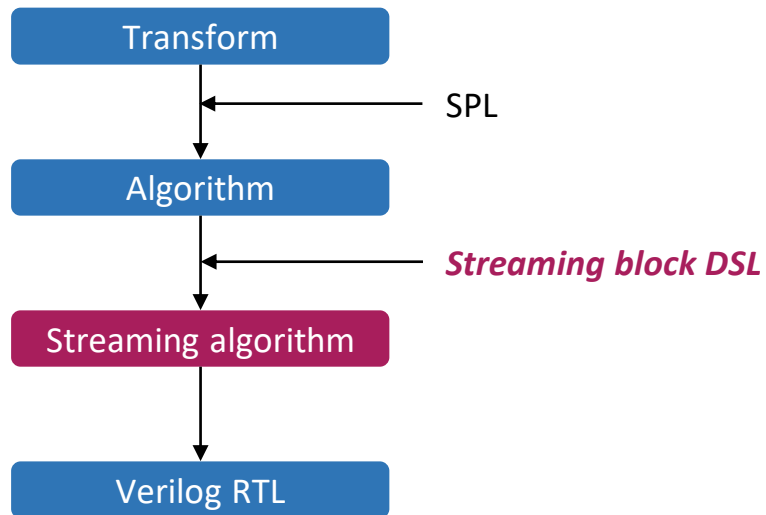 Transform
SPL
Algorithm
Streaming block DSL
Streaming algorithm
Verilog RTL